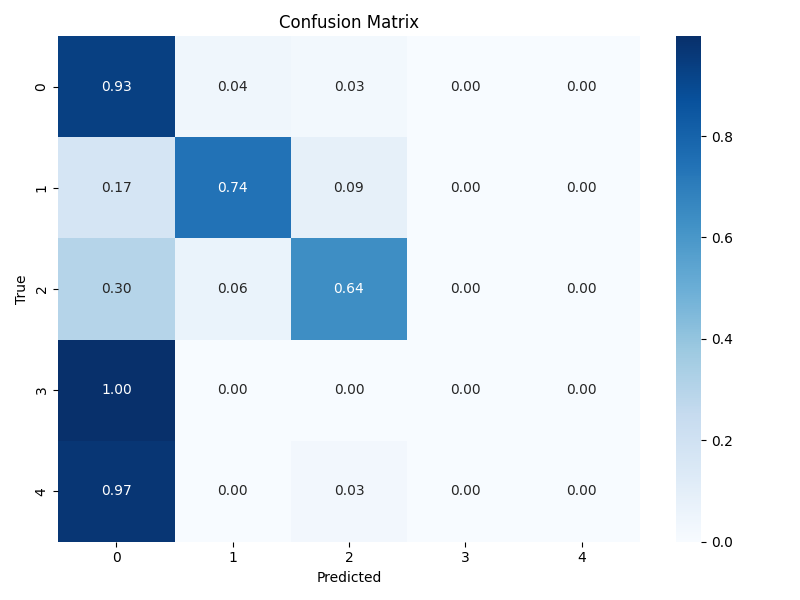 Confusion Matrix
0 0.93 0.04 0.03 0.00 0.00
1 0.17 0.74 0.09 0.00 0.00
2 0.30 0.06 0.64 0.00 0.00
3 1.00 0.00 0.00 0.00 0.00
4 0.97 0.00 0.03 0.00 0.00
0 1 2 3 4
True
Predicted
0.8
0.6
0.4
0.2
0.0